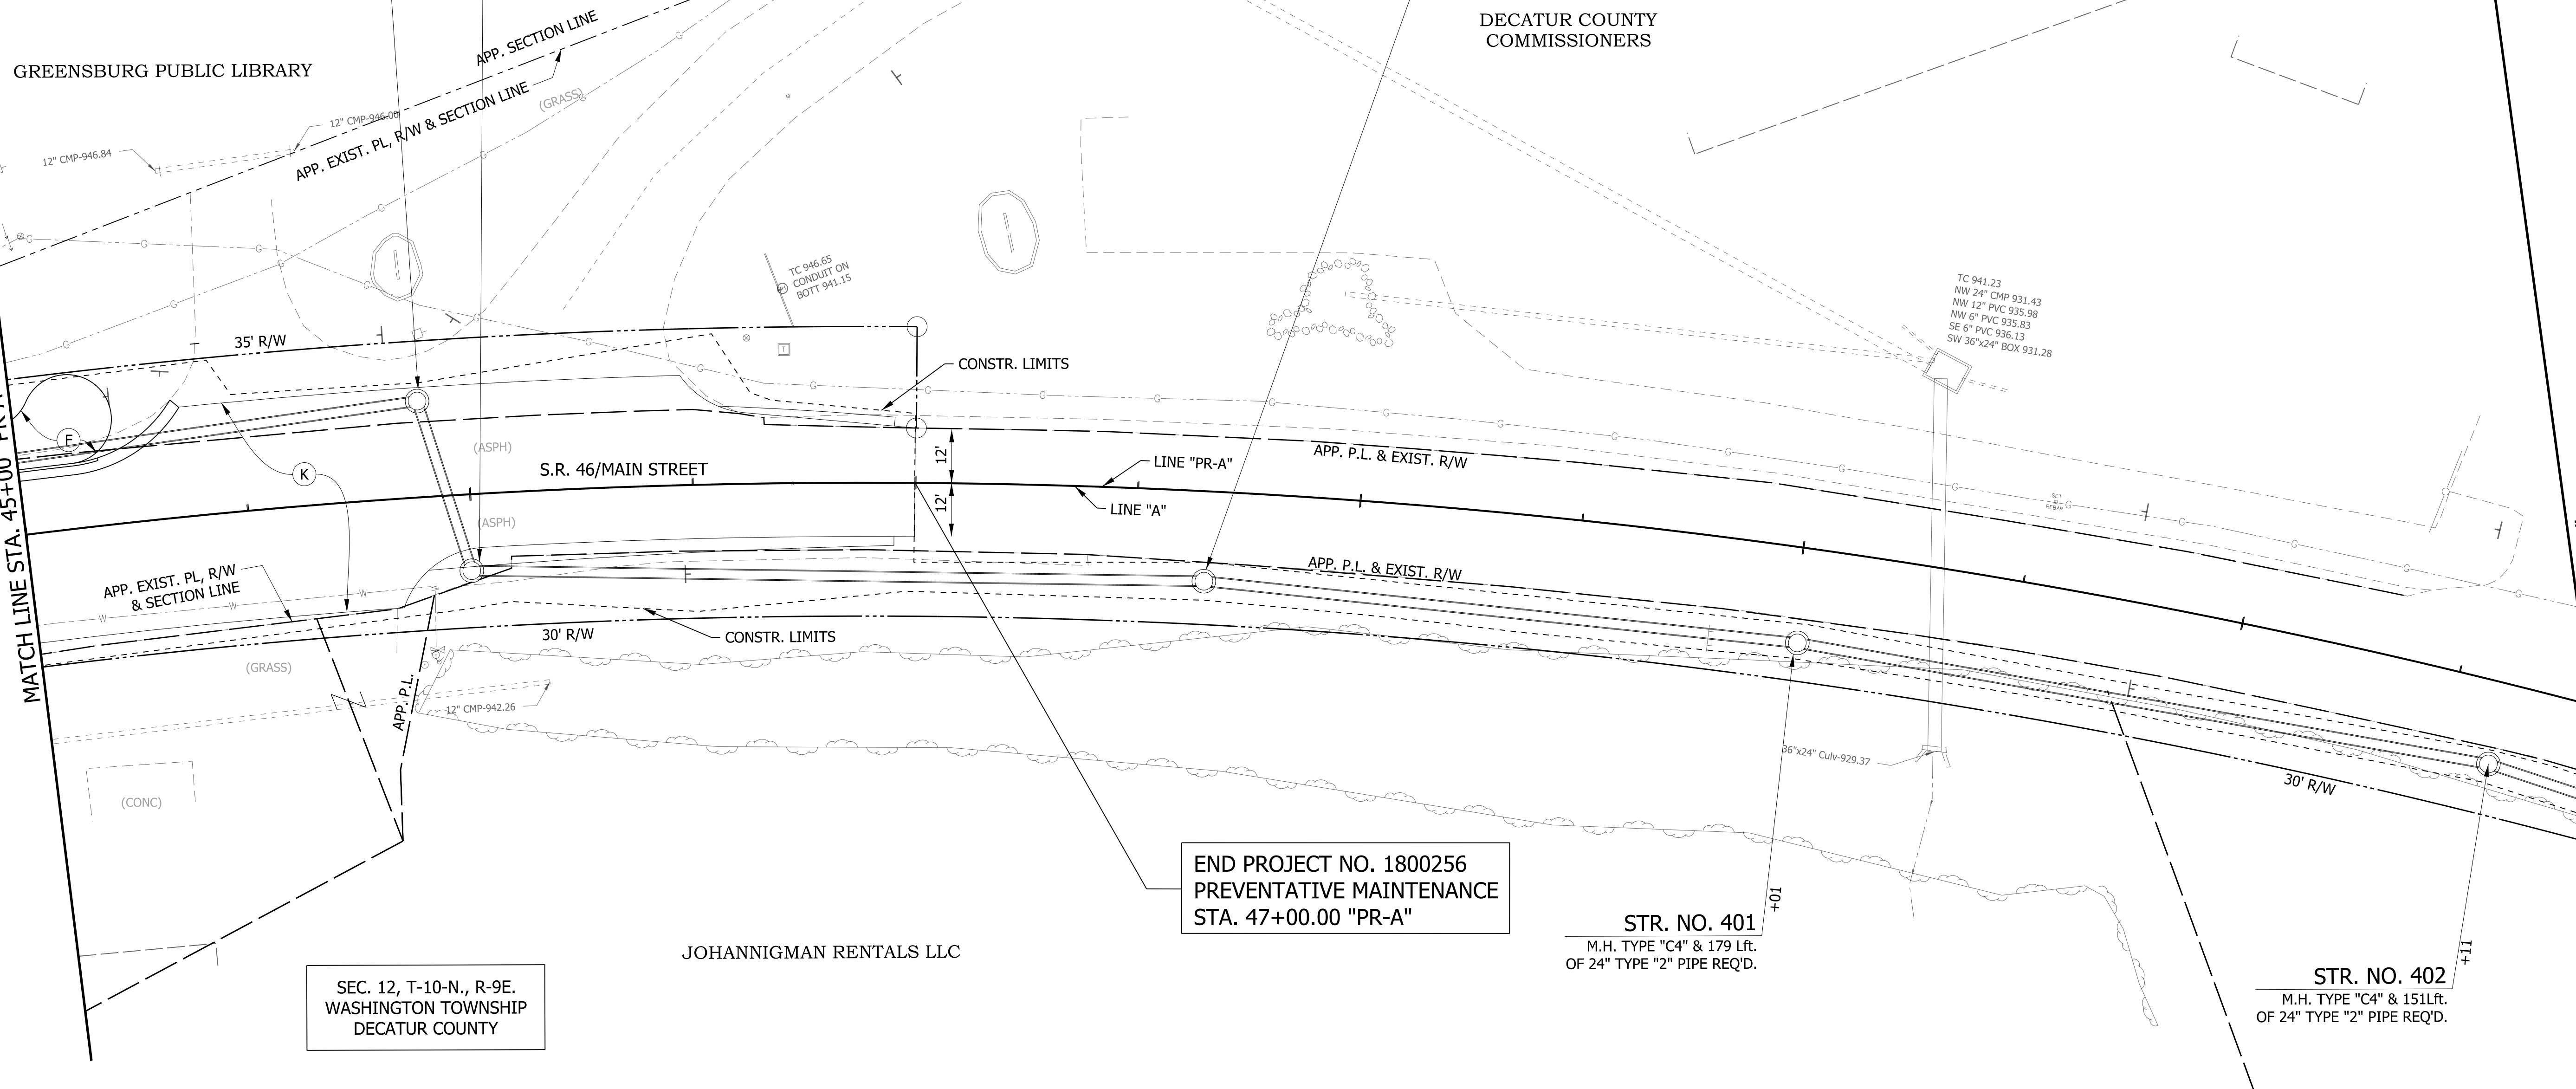 DECATUR COUNTY
COMMISSIONERS
APP. SECTION LINE
GREENSBURG PUBLIC LIBRARY
(GRASS)
G
12" CMP-946.00
APP. EXIST. PL, R/W & SECTION LINE
12" CMP-946.84
TC 946.65
CONDUIT ON
BOTT 941.15
TC 941.23
NW 24" CMP 931.43
NW 12" PVC 935.98
NW 6" PVC 935.83
SE 6" PVC 936.13
SW 36"x24" BOX 931.28
35' R/W
T
CONSTR. LIMITS
F
K
(ASPH)
S.R. 46/MAIN STREET
12'
LINE "PR-A"
APP. P.L. & EXIST. R/W
SET
REBAR
(ASPH)
12'
LINE "A"
MATCH LINE STA. 45+00
APP. EXIST. PL, R/W
& SECTION LINE
W
W
W
APP. P.L. & EXIST. R/W
30' R/W
CONSTR. LIMITS
(GRASS)
APP. P.L.
12" CMP-942.26
36"x24" Culv-929.37
30' R/W
(CONC)
END PROJECT NO. 1800256
PREVENTATIVE MAINTENANCE
STA. 47+00.00 "PR-A"
+01
STR. NO. 401
M.H. TYPE "C4" & 179 Lft.
OF 24" TYPE "2" PIPE REQ'D.
+11
STR. NO. 402
M.H. TYPE "C4" & 151Lft.
OF 24" TYPE "2" PIPE REQ'D.
JOHANNIGMAN RENTALS LLC
SEC. 12, T-10-N., R-9E.
WASHINGTON TOWNSHIP
DECATUR COUNTY